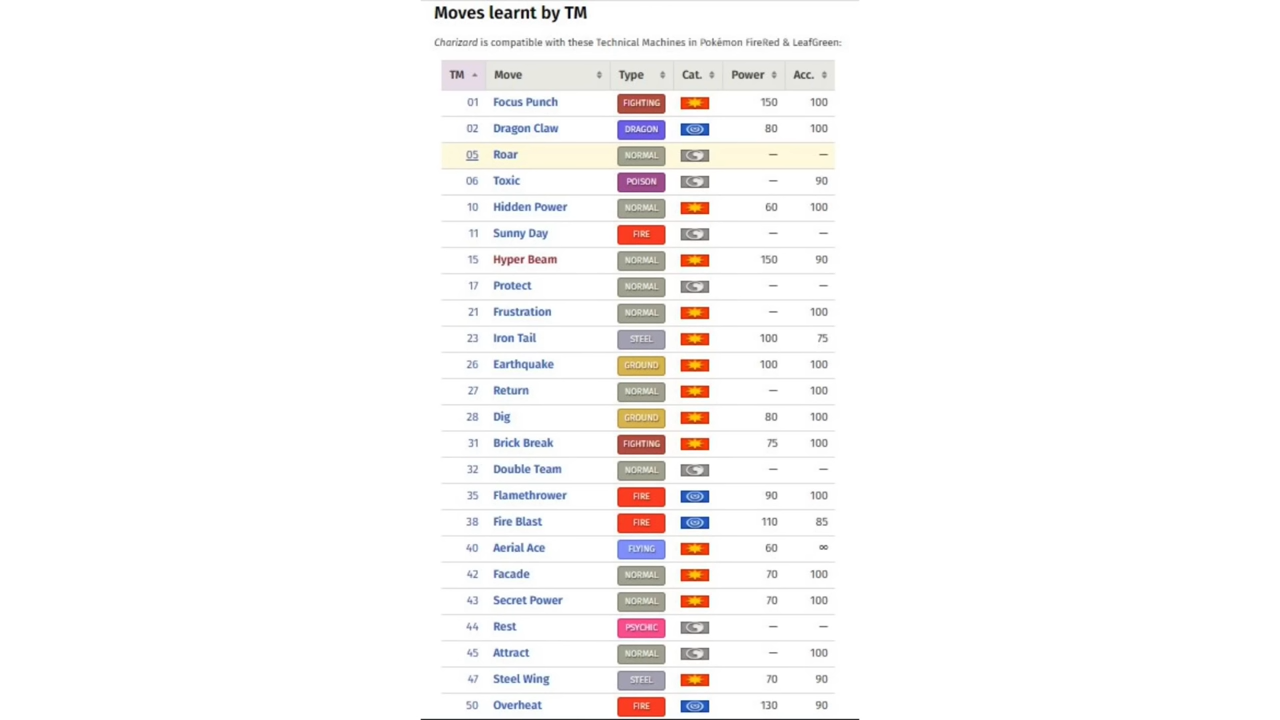 Moves learnt by TM
Charizard is compatible with these Technical Machines in Pokémon FireRed & LeafGreen:
TM Move Type Cat. Power Acc.
01 Focus Punch FIGHTING 150 100
02 Dragon Claw DRAGON 80 100
05 Roar NORMAL — —
06 Toxic POISON — 90
10 Hidden Power NORMAL 60 100
11 Sunny Day FIRE — —
15 Hyper Beam NORMAL 150 90
17 Protect NORMAL — —
21 Frustration NORMAL — 100
23 Iron Tail STEEL 100 75
26 Earthquake GROUND 100 100
27 Return NORMAL — 100
28 Dig GROUND 80 100
31 Brick Break FIGHTING 75 100
32 Double Team NORMAL — —
35 Flamethrower FIRE 90 100
38 Fire Blast FIRE 110 85
40 Aerial Ace FLYING 60 ∞
42 Facade NORMAL 70 100
43 Secret Power NORMAL 70 100
44 Rest PSYCHIC — —
45 Attract NORMAL — 100
47 Steel Wing STEEL 70 90
50 Overheat FIRE 130 90